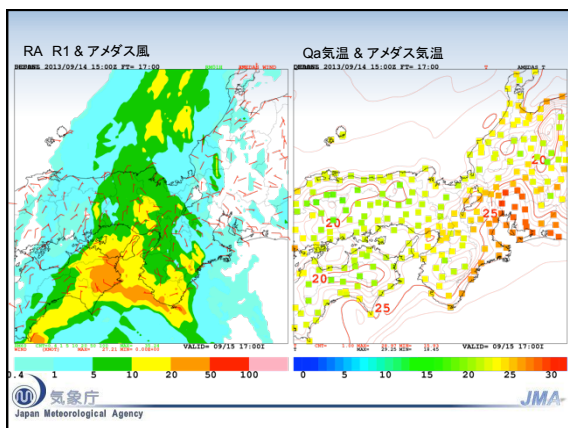 RA R1 & アメダス風
Qa気温 & アメダス気温
2013/09/14 15:00Z FT= 17:00
AMEDAS WIND
2013/09/14 15:00Z FT= 17:00
T
AMEDAS T
20
25
20
20
25
VALID= 09/15 17:00I
VALID= 09/15 17:00I
0.4 1 5 10 20 50 100
0 5 10 15 20 25 30
気象庁
Japan Meteorological Agency
JMA